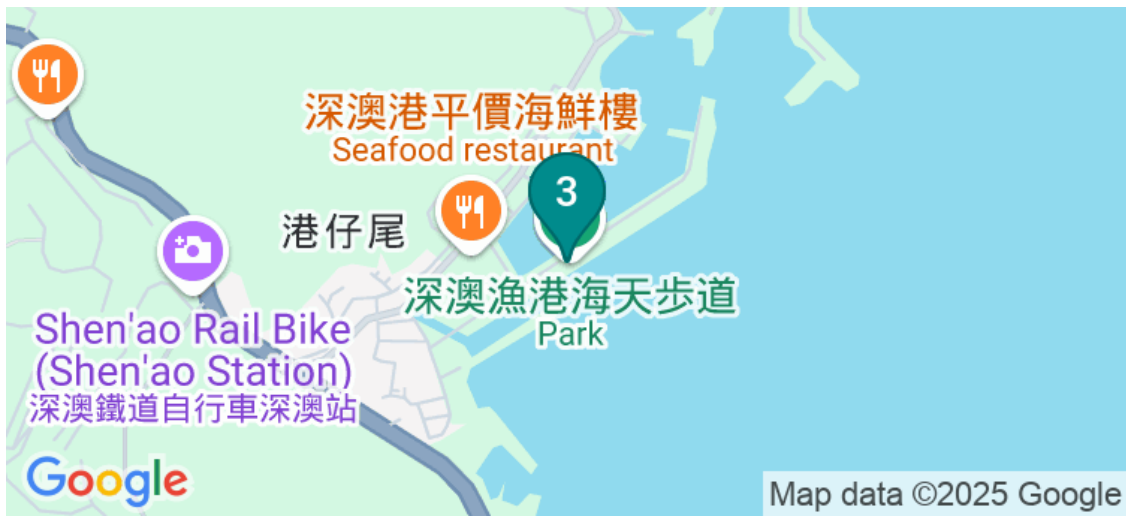 深澳港平價海鮮樓
Seafood restaurant
3
港仔尾
深澳漁港海天步道
Park
Shen'ao Rail Bike
(Shen'ao Station)
深澳鐵道自行車深澳站
Google
Map data ©2025 Google